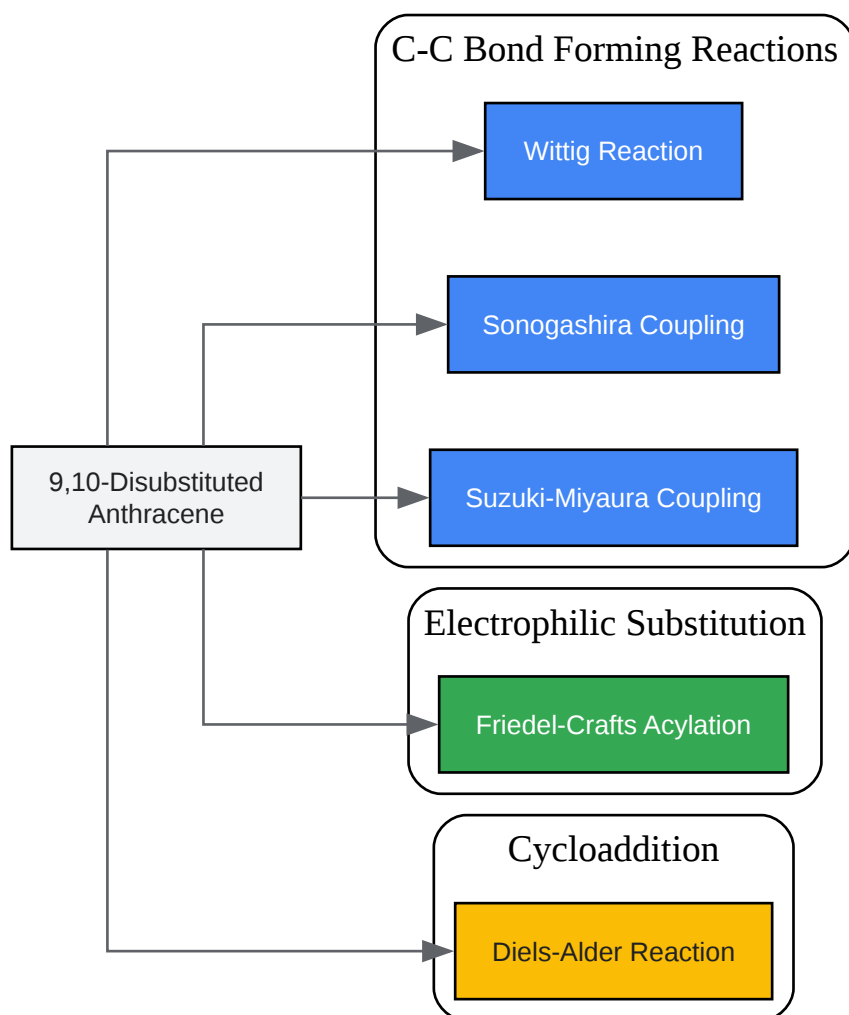 C-C Bond Forming Reactions
Wittig Reaction
Sonogashira Coupling
9,10-Disubstituted
Anthracene
Suzuki-Miyaura Coupling
Electrophilic Substitution
Friedel-Crafts Acylation
Cycloaddition
Diels-Alder Reaction